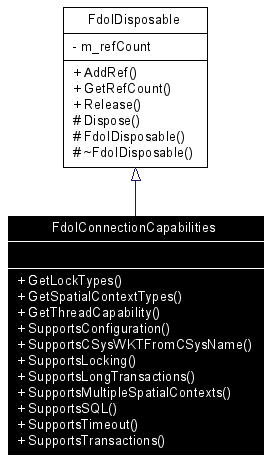 FdoIDisposable
- m_refCount
+ AddRef()
+ GetRefCount()
+ Release()
# Dispose()
# FdoIDisposable()
# ~FdoIDisposable()
FdoIConnectionCapabilities
+ GetLockTypes()
+ GetSpatialContextTypes()
+ GetThreadCapability()
+ SupportsConfiguration()
+ SupportsCSysWKTFromCSysName()
+ SupportsLocking()
+ SupportsLongTransactions()
+ SupportsMultipleSpatialContexts()
+ SupportsSQL()
+ SupportsTimeout()
+ SupportsTransactions()